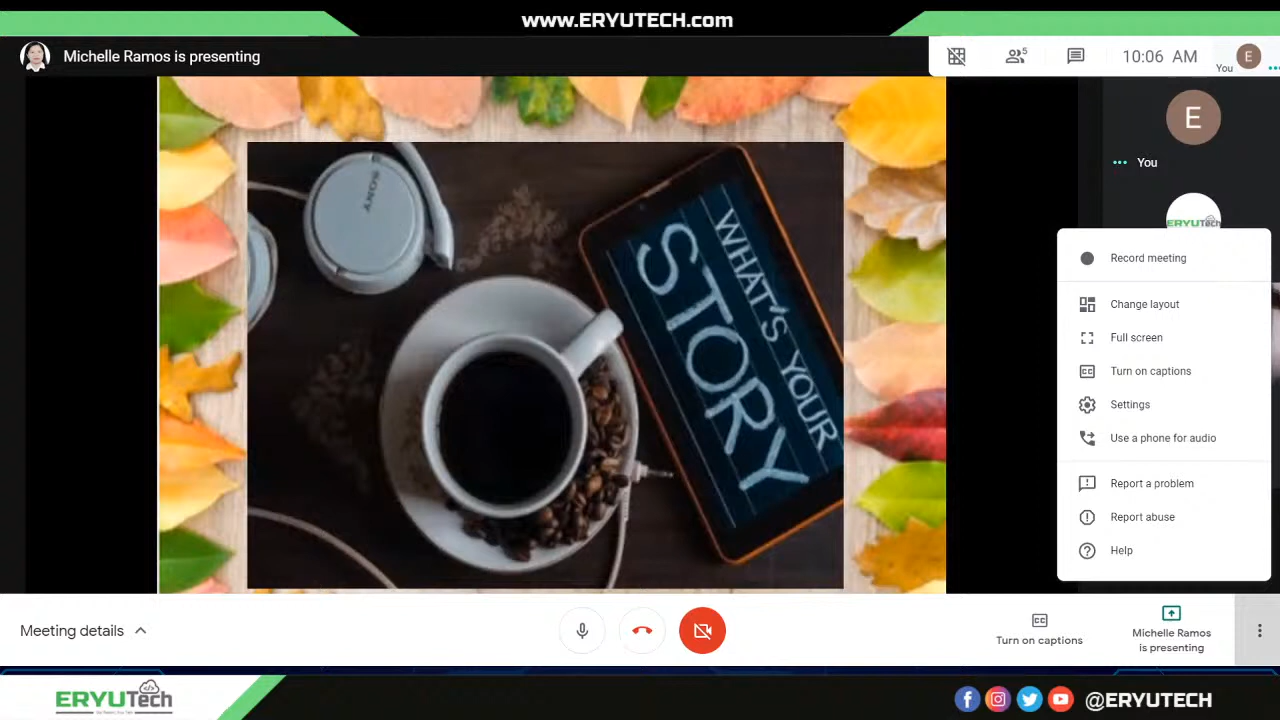 www.ERYUTECH.com
Michelle Ramos is presenting
5
10:06 AM
You
E
E
You
ERYUTech
SONY
WHAT'S YOUR
STORY
Record meeting
Change layout
Full screen
Turn on captions
Settings
Use a phone for audio
Report a problem
Report abuse
Help
Meeting details
Turn on captions
Michelle Ramos
is presenting
ERYUTech
@ERYUTECH